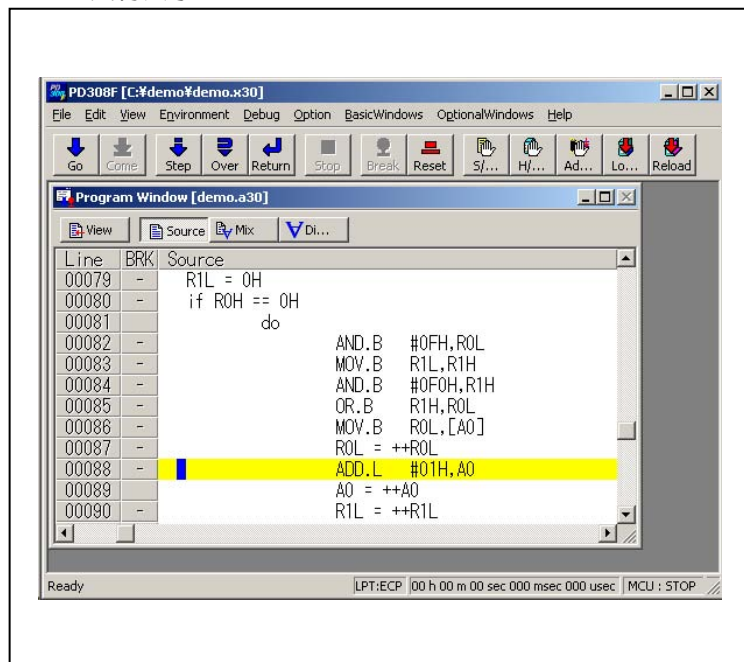 PD308F [C:¥demo¥demo.x30]
File Edit View Environment Debug Option BasicWindows OptionalWindows Help
Go Come Step Over Return Stop Break Reset S/... H/... Ad... Lo... Reload
Program Window [demo.a30]
View Source Mix Di...
Line BRK Source
00079 - R1L = 0H
00080 - if R0H == 0H
00081 do
00082 - AND.B #0FH,R0L
00083 - MOV.B R1L,R1H
00084 - AND.B #0F0H,R1H
00085 - OR.B R1H,R0L
00086 - MOV.B R0L,[A0]
00087 - R0L = ++R0L
00088 - ADD.L #01H,A0
00089 A0 = ++A0
00090 - R1L = ++R1L
Ready LPT:ECP 00 h 00 m 00 sec 000 msec 000 usec MCU : STOP